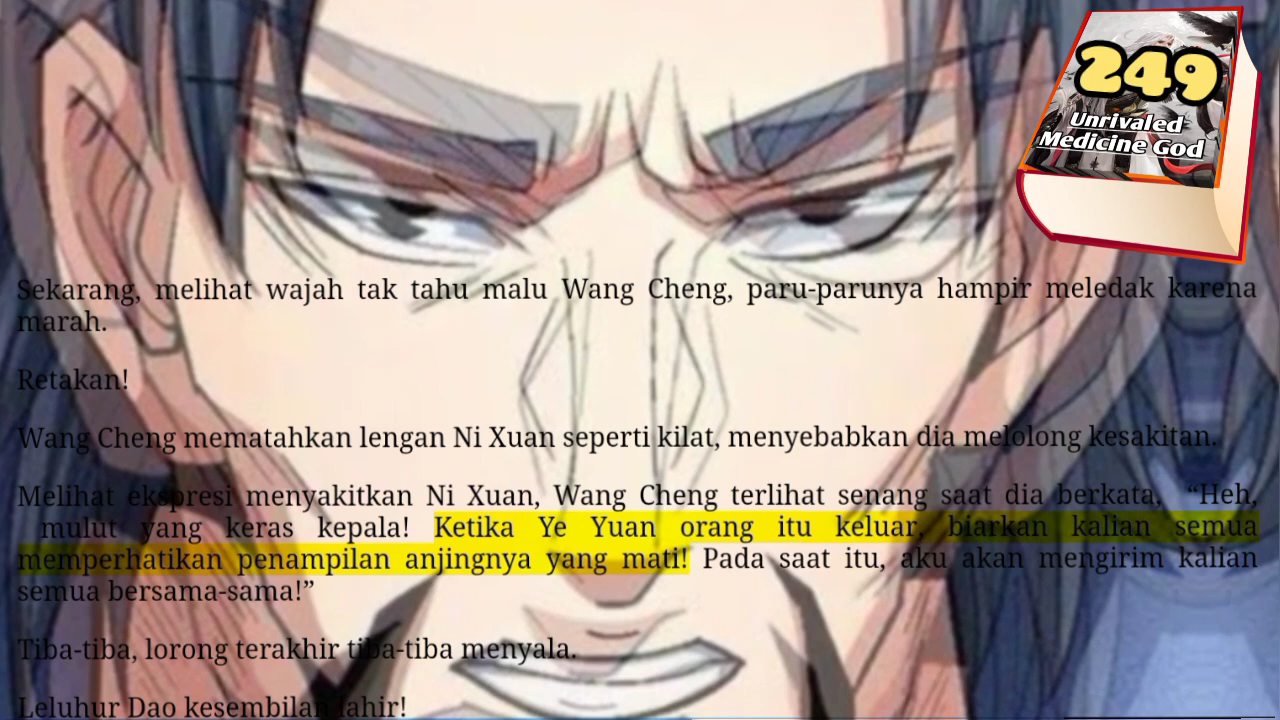 249
Unrivaled
Medicine God
Sekarang, melihat wajah tak tahu malu Wang Cheng, paru-parunya hampir meledak karena
marah.
Retakan!
Wang Cheng mematahkan lengan Ni Xuan seperti kilat, menyebabkan dia melolong kesakitan.
Melihat ekspresi menyakitkan Ni Xuan, Wang Cheng terlihat senang saat dia berkata, “Heh,
mulut yang keras kepala! Ketika Ye Yuan orang itu keluar, biarkan kalian semua
memperhatikan penampilan anjingnya yang mati! Pada saat itu, aku akan mengirim kalian
semua bersama-sama!”
Tiba-tiba, lorong terakhir tiba-tiba menyala.
Leluhur Dao kesembilan lahir!